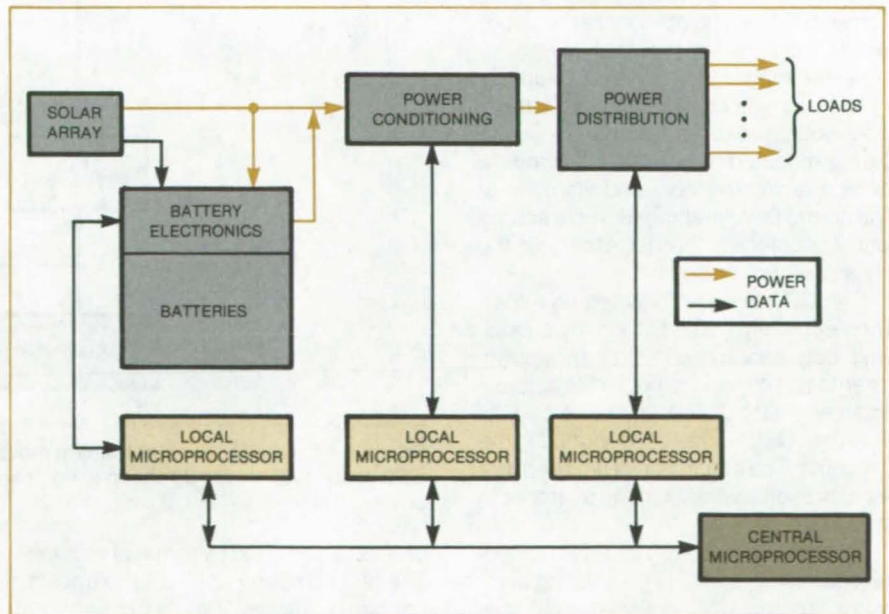 SOLAR
ARRAY
POWER
CONDITIONING
POWER
DISTRIBUTION
LOADS
BATTERY
ELECTRONICS
BATTERIES
POWER
DATA
LOCAL
MICROPROCESSOR
LOCAL
MICROPROCESSOR
LOCAL
MICROPROCESSOR
CENTRAL
MICROPROCESSOR